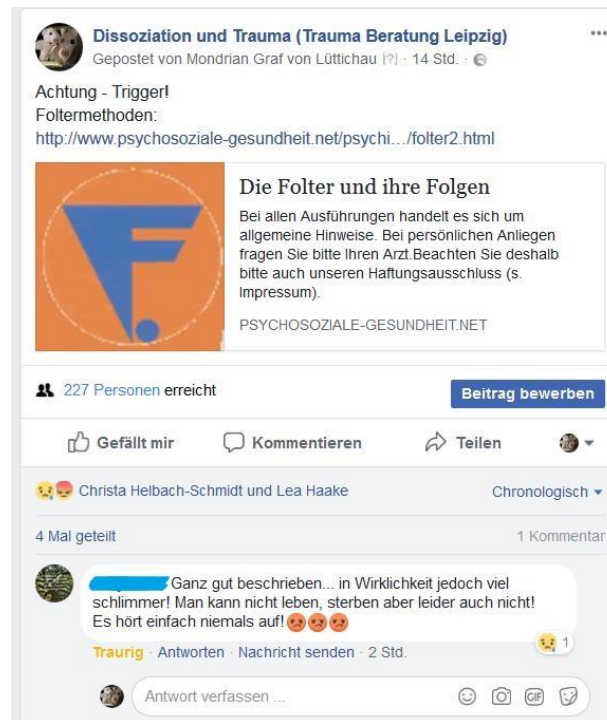 Dissoziation und Trauma (Trauma Beratung Leipzig)
Gepostet von Mondrian Graf von Lüttichau [?] · 14 Std. ·
Achtung - Trigger!
Foltermethoden:
http://www.psychosoziale-gesundheit.net/psychi…/folter2.html
Die Folter und ihre Folgen
Bei allen Ausführungen handelt es sich um
allgemeine Hinweise. Bei persönlichen Anliegen
fragen Sie bitte Ihren Arzt.Beachten Sie deshalb
bitte auch unseren Haftungsausschluss (s.
Impressum).
PSYCHOSOZIALE-GESUNDHEIT.NET
227 Personen erreicht
Beitrag bewerben
Gefällt mir Kommentieren Teilen
Christa Helbach-Schmidt und Lea Haake Chronologisch
4 Mal geteilt 1 Kommentar
Ganz gut beschrieben... in Wirklichkeit jedoch viel
schlimmer! Man kann nicht leben, sterben aber leider auch nicht!
Es hört einfach niemals auf!😡😡😡
1
Traurig · Antworten · Nachricht senden · 2 Std.
Antwort verfassen ... GIF